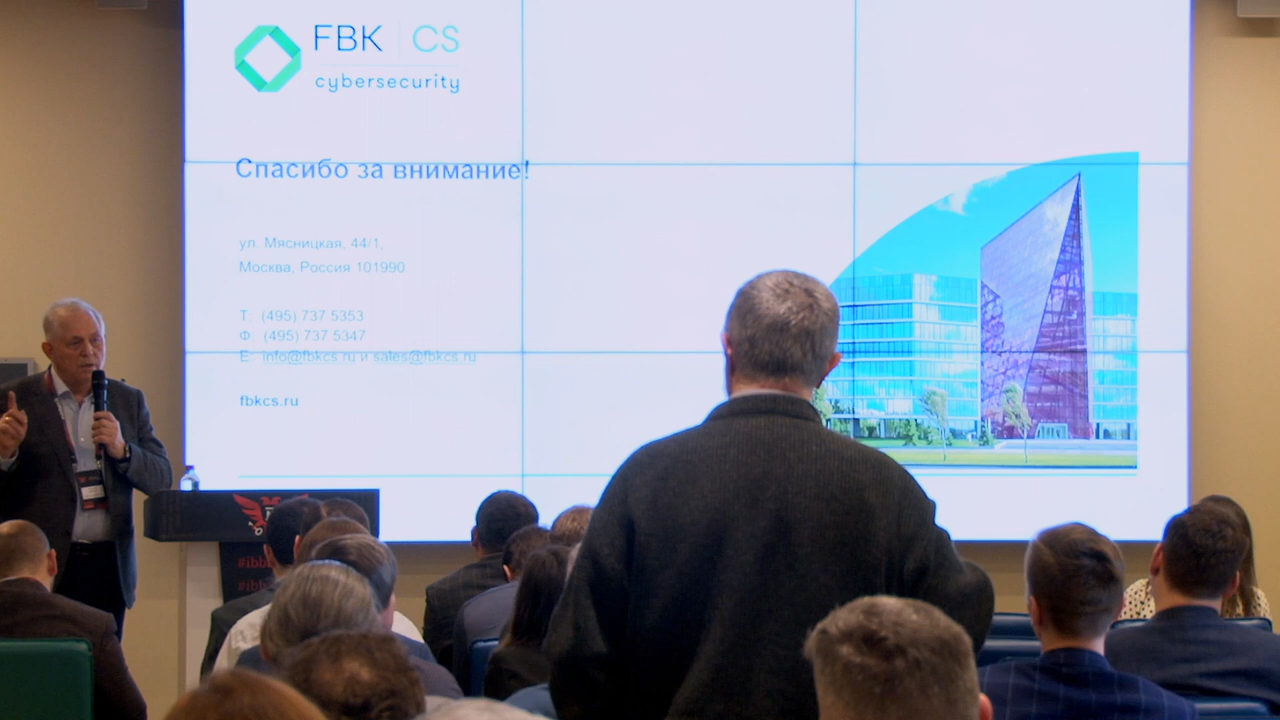 FBK CS
cybersecurity
Спасибо за внимание!
ул. Мясницкая, 44/1,
Москва, Россия 101990
Т: (495) 737 5353
Ф: (495) 737 5347
E: info@fbkcs.ru и sales@fbkcs.ru
fbkcs.ru